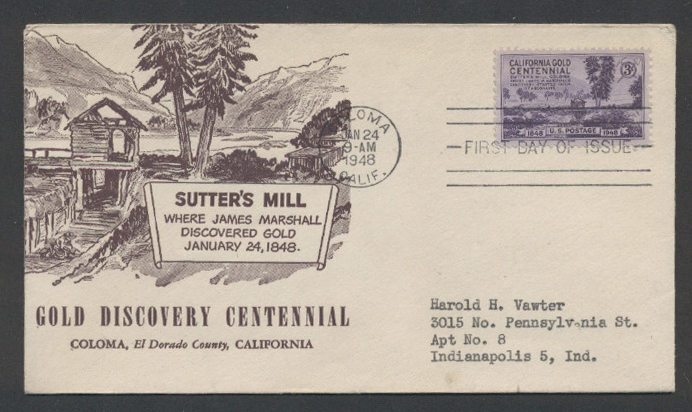 SUTTER'S MILL
WHERE JAMES MARSHALL
DISCOVERED GOLD
JANUARY 24, 1848.
GOLD DISCOVERY CENTENNIAL
COLOMA, El Dorado County, CALIFORNIA
COLOMA
JAN 24
9-AM
1948
CALIF.
CALIFORNIA GOLD
CENTENNIAL
3¢
1848 U.S. POSTAGE 1948
FIRST DAY OF ISSUE
Harold H. Vawter
3015 No. Pennsylvania St.
Apt No. 8
Indianapolis 5, Ind.